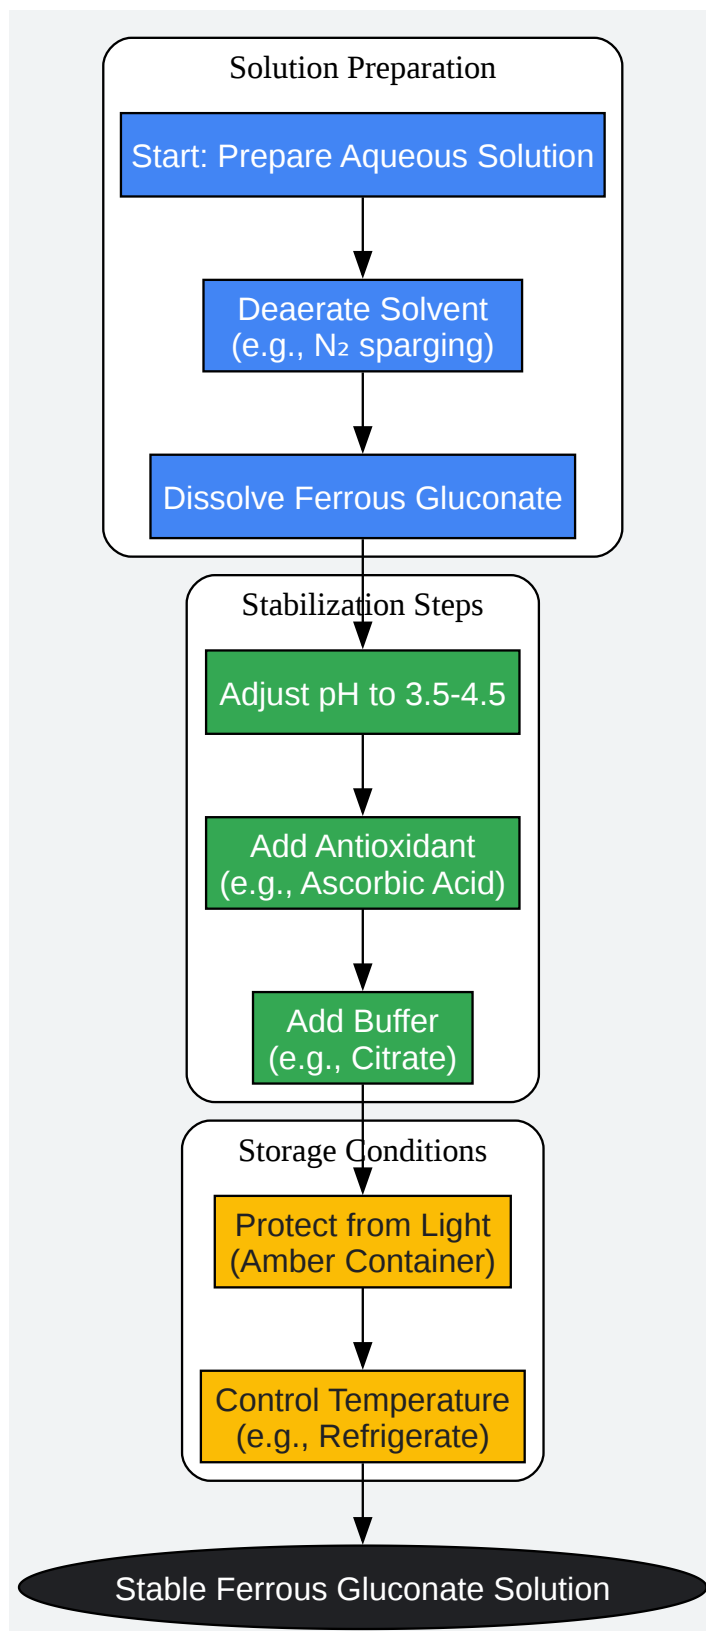 Solution Preparation
Start: Prepare Aqueous Solution
Deaerate Solvent
(e.g., N₂ sparging)
Dissolve Ferrous Gluconate
Stabilization Steps
Adjust pH to 3.5-4.5
Add Antioxidant
(e.g., Ascorbic Acid)
Add Buffer
(e.g., Citrate)
Storage Conditions
Protect from Light
(Amber Container)
Control Temperature
(e.g., Refrigerate)
Stable Ferrous Gluconate Solution